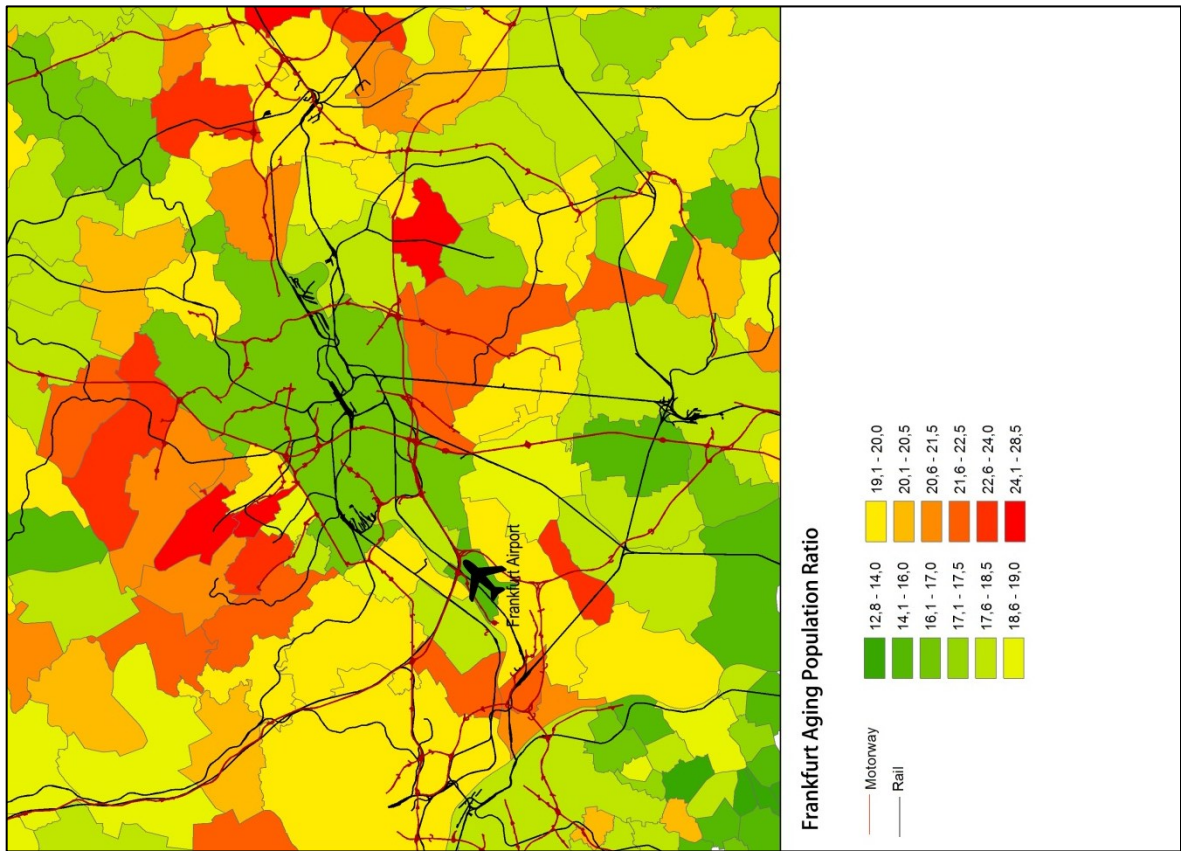 Frankfurt Airport
Frankfurt Aging Population Ratio
Motorway
Rail
12,8 - 14,0
14,1 - 16,0
16,1 - 17,0
17,1 - 17,5
17,6 - 18,5
18,6 - 19,0
19,1 - 20,0
20,1 - 20,5
20,6 - 21,5
21,6 - 22,5
22,6 - 24,0
24,1 - 28,5